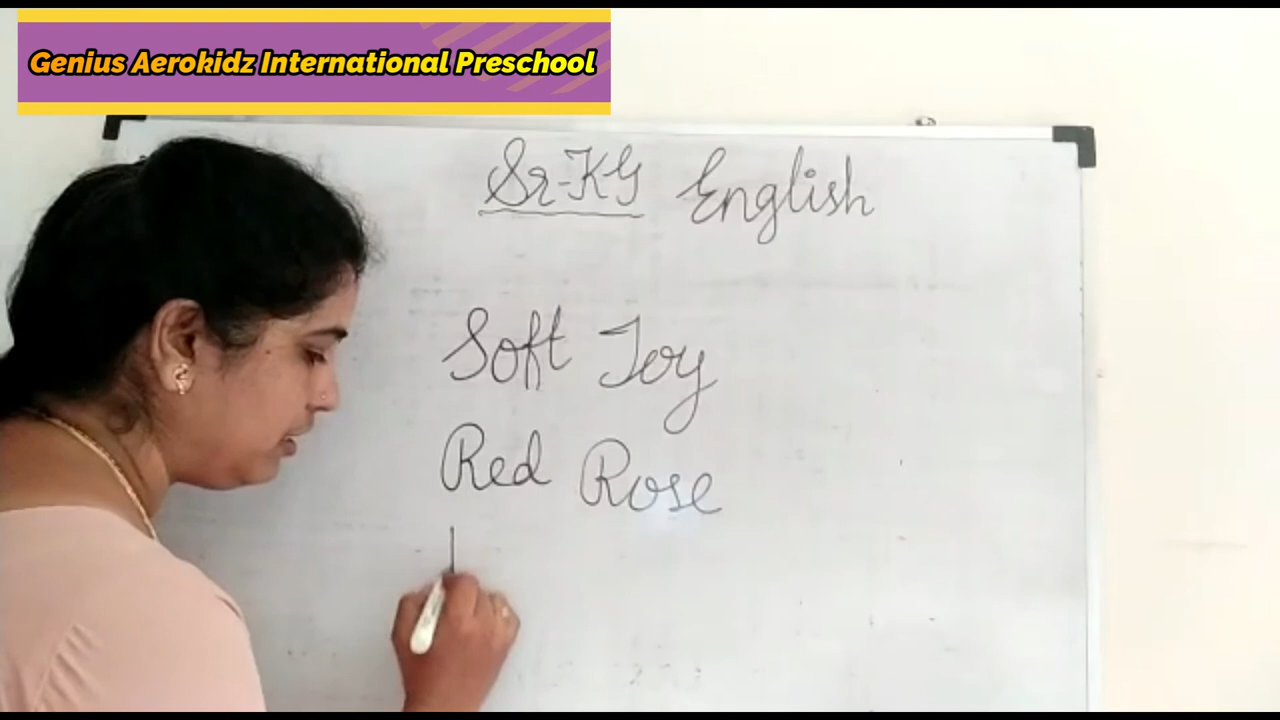 Genius Aerokidz International Preschool
Sr-KG English
Soft Toy
Red Rose